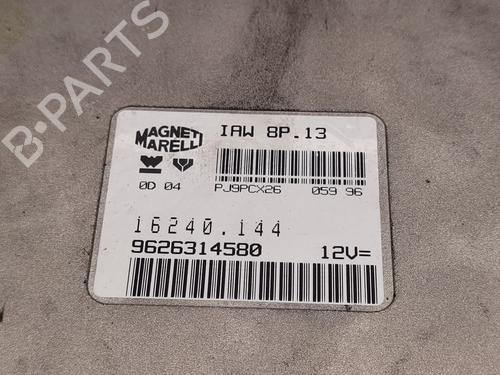 B-PARTS
MAGNETI MARELLI
IAW 8P.13
0D 04
PJ9PCX26 059 96
16240.144
9626314580 12V=